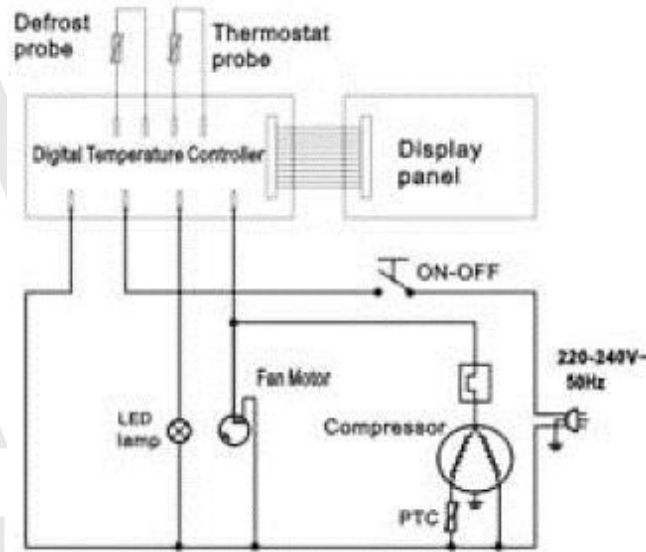 Defrost
probe
Thermostat
probe
Digital Temperature Controller
Display
panel
ON-OFF
220-240V~
50Hz
Fan Motor
LED
lamp
Compressor
PTC